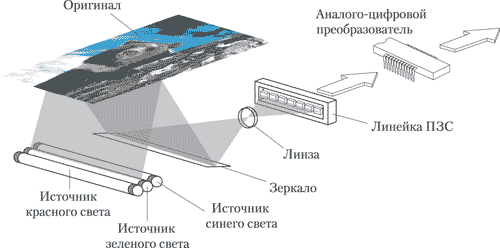 Оригинал
Аналого-цифровой
преобразователь
Линейка ПЗС
Линза
Зеркало
Источник
красного света
Источник
синего света
Источник
зеленого света